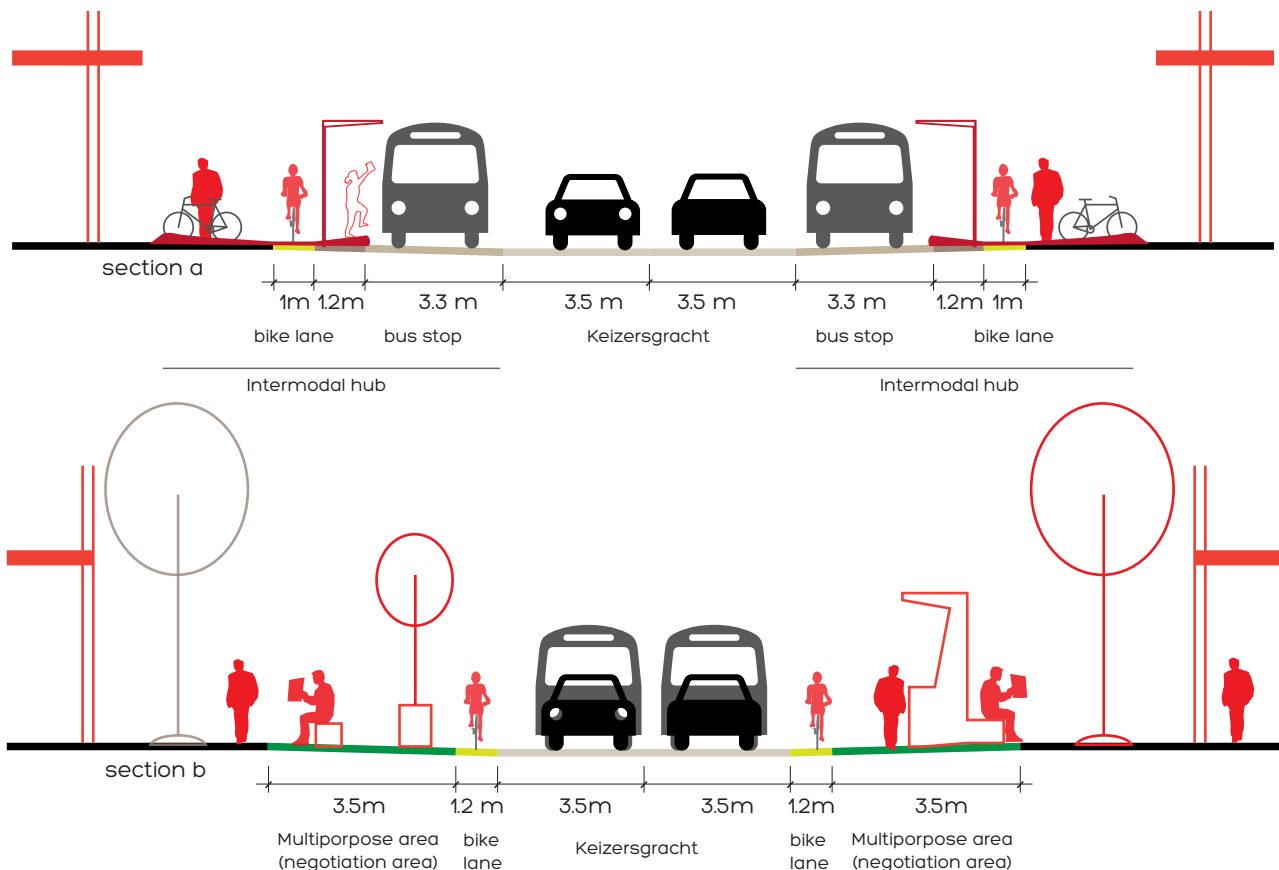 section a
1m 1.2m 3.3 m 3.5 m 3.5 m 3.3 m 1.2m 1m
bike lane bus stop Keizersgracht bus stop bike lane
Intermodal hub Intermodal hub
section b
3.5m 1.2 m 3.5m 3.5m 1.2m 3.5m
Multiporpose area bike Keizersgracht bike Multiporpose area
(negotiation area) lane lane (negotiation area)